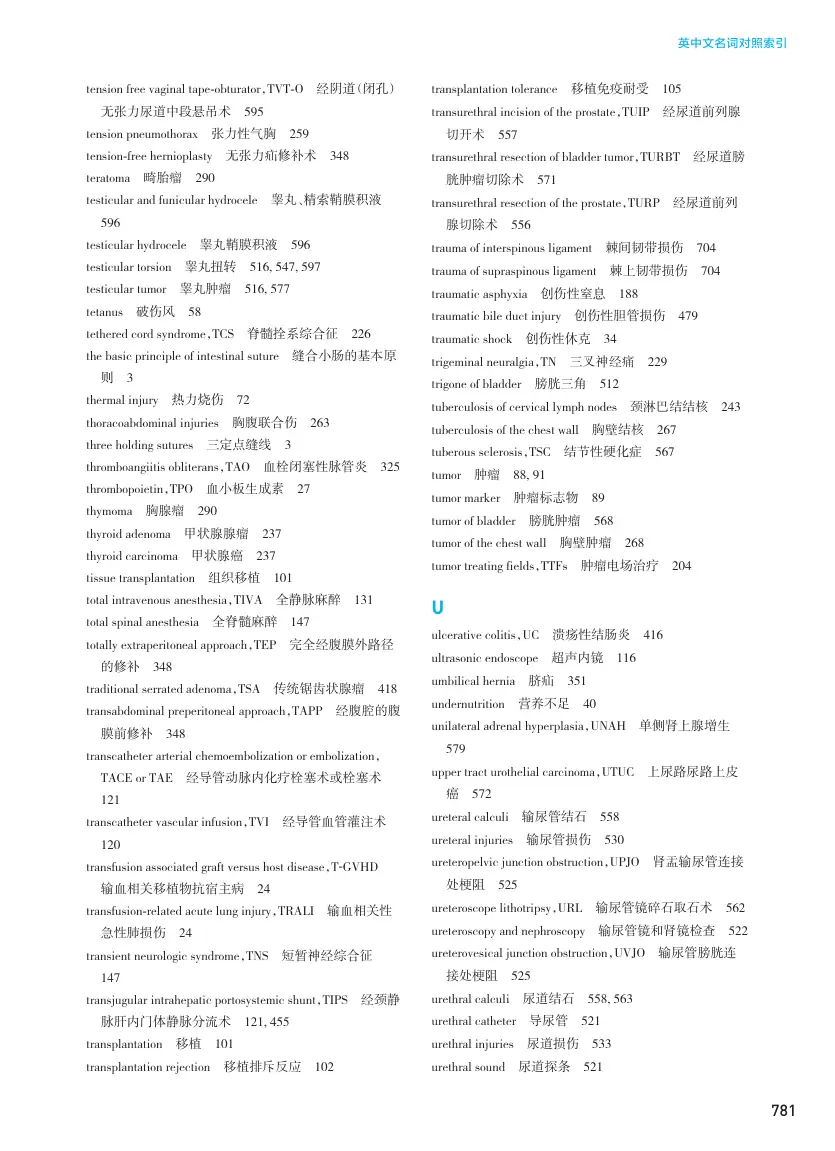 英中文名词对照索引
tension free vaginal tape-obturator,TVT-O 经阴道(闭孔)
无张力尿道中段悬吊术 595
tension pneumothorax 张力性气胸 259
tension-free hernioplasty 无张力疝修补术 348
teratoma 畸胎瘤 290
testicular and funicular hydrocele 睾丸、精索鞘膜积液
596
testicular hydrocele 睾丸鞘膜积液 596
testicular torsion 睾丸扭转 516, 547, 597
testicular tumor 睾丸肿瘤 516, 577
tetanus 破伤风 58
tethered cord syndrome,TCS 脊髓拴系综合征 226
the basic principle of intestinal suture 缝合小肠的基本原
则 3
thermal injury 热力烧伤 72
thoracoabdominal injuries 胸腹联合伤 263
three holding sutures 三定点缝线 3
thromboangiitis obliterans,TAO 血栓闭塞性脉管炎 325
thrombopoietin,TPO 血小板生成素 27
thymoma 胸腺瘤 290
thyroid adenoma 甲状腺腺瘤 237
thyroid carcinoma 甲状腺癌 237
tissue transplantation 组织移植 101
total intravenous anesthesia,TIVA 全静脉麻醉 131
total spinal anesthesia 全脊髓麻醉 147
totally extraperitoneal approach,TEP 完全经腹膜外路径
的修补 348
traditional serrated adenoma,TSA 传统锯齿状腺瘤 418
transabdominal preperitoneal approach,TAPP 经腹腔的腹
膜前修补 348
transcatheter arterial chemoembolization or embolization,
TACE or TAE 经导管动脉内化疗栓塞术或栓塞术
121
transcatheter vascular infusion,TVI 经导管血管灌注术
120
transfusion associated graft versus host disease,T-GVHD
输血相关移植物抗宿主病 24
transfusion-related acute lung injury,TRALI 输血相关性
急性肺损伤 24
transient neurologic syndrome,TNS 短暂神经综合征
147
transjugular intrahepatic portosystemic shunt,TIPS 经颈静
脉肝内门体静脉分流术 121, 455
transplantation 移植 101
transplantation rejection 移植排斥反应 102
transplantation tolerance 移植免疫耐受 105
transurethral incision of the prostate,TUIP 经尿道前列腺
切开术 557
transurethral resection of bladder tumor,TURBT 经尿道膀
胱肿瘤切除术 571
transurethral resection of the prostate,TURP 经尿道前列
腺切除术 556
trauma of interspinous ligament 棘间韧带损伤 704
trauma of supraspinous ligament 棘上韧带损伤 704
traumatic asphyxia 创伤性窒息 188
traumatic bile duct injury 创伤性胆管损伤 479
traumatic shock 创伤性休克 34
trigeminal neuralgia,TN 三叉神经痛 229
trigone of bladder 膀胱三角 512
tuberculosis of cervical lymph nodes 颈淋巴结结核 243
tuberculosis of the chest wall 胸壁结核 267
tuberous sclerosis,TSC 结节性硬化症 567
tumor 肿瘤 88, 91
tumor marker 肿瘤标志物 89
tumor of bladder 膀胱肿瘤 568
tumor of the chest wall 胸壁肿瘤 268
tumor treating fields,TTFs 肿瘤电场治疗 204
U
ulcerative colitis,UC 溃疡性结肠炎 416
ultrasonic endoscope 超声内镜 116
umbilical hernia 脐疝 351
undernutrition 营养不足 40
unilateral adrenal hyperplasia,UNAH 单侧肾上腺增生
579
upper tract urothelial carcinoma,UTUC 上尿路尿路上皮
癌 572
ureteral calculi 输尿管结石 558
ureteral injuries 输尿管损伤 530
ureteropelvic junction obstruction,UPJO 肾盂输尿管连接
处梗阻 525
ureteroscope lithotripsy,URL 输尿管镜碎石取石术 562
ureteroscopy and nephroscopy 输尿管镜和肾镜检查 522
ureterovesical junction obstruction,UVJO 输尿管膀胱连
接处梗阻 525
urethral calculi 尿道结石 558, 563
urethral catheter 导尿管 521
urethral injuries 尿道损伤 533
urethral sound 尿道探条 521
781